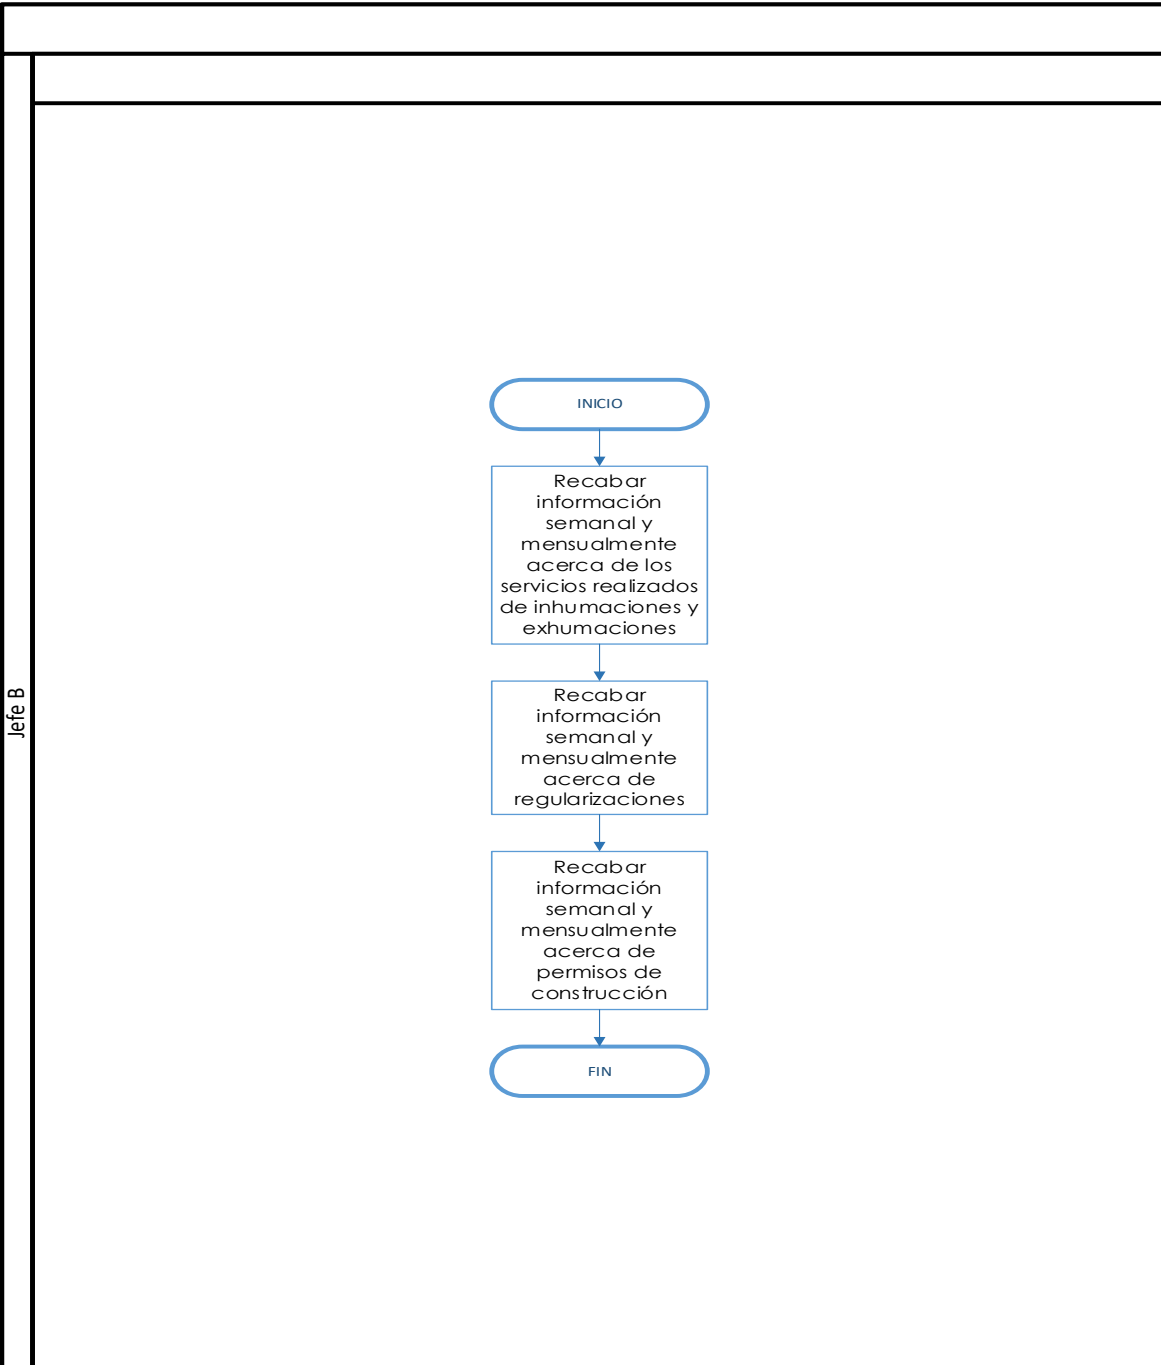 INICIO
Recabar
información
semanal y
mensualmente
acerca de los
servicios realizados
de inhumaciones y
exhumaciones
Jefe B
Recabar
información
semanal y
mensualmente
acerca de
regularizaciones
Recabar
información
semanal y
mensualmente
acerca de
permisos de
construcción
FIN